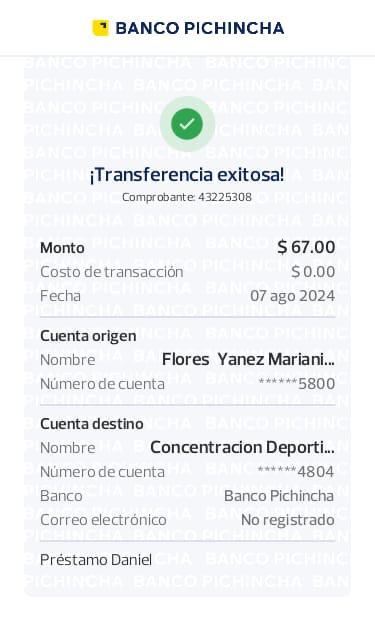 BANCO PICHINCHA
¡Transferencia exitosa!
Comprobante: 43225308
Monto $ 67.00
Costo de transacción $ 0.00
Fecha 07 ago 2024
Cuenta origen
Nombre Flores Yanez Mariani...
Número de cuenta ******5800
Cuenta destino
Nombre Concentracion Deporti...
Número de cuenta ******4804
Banco Banco Pichincha
Correo electrónico No registrado
Préstamo Daniel